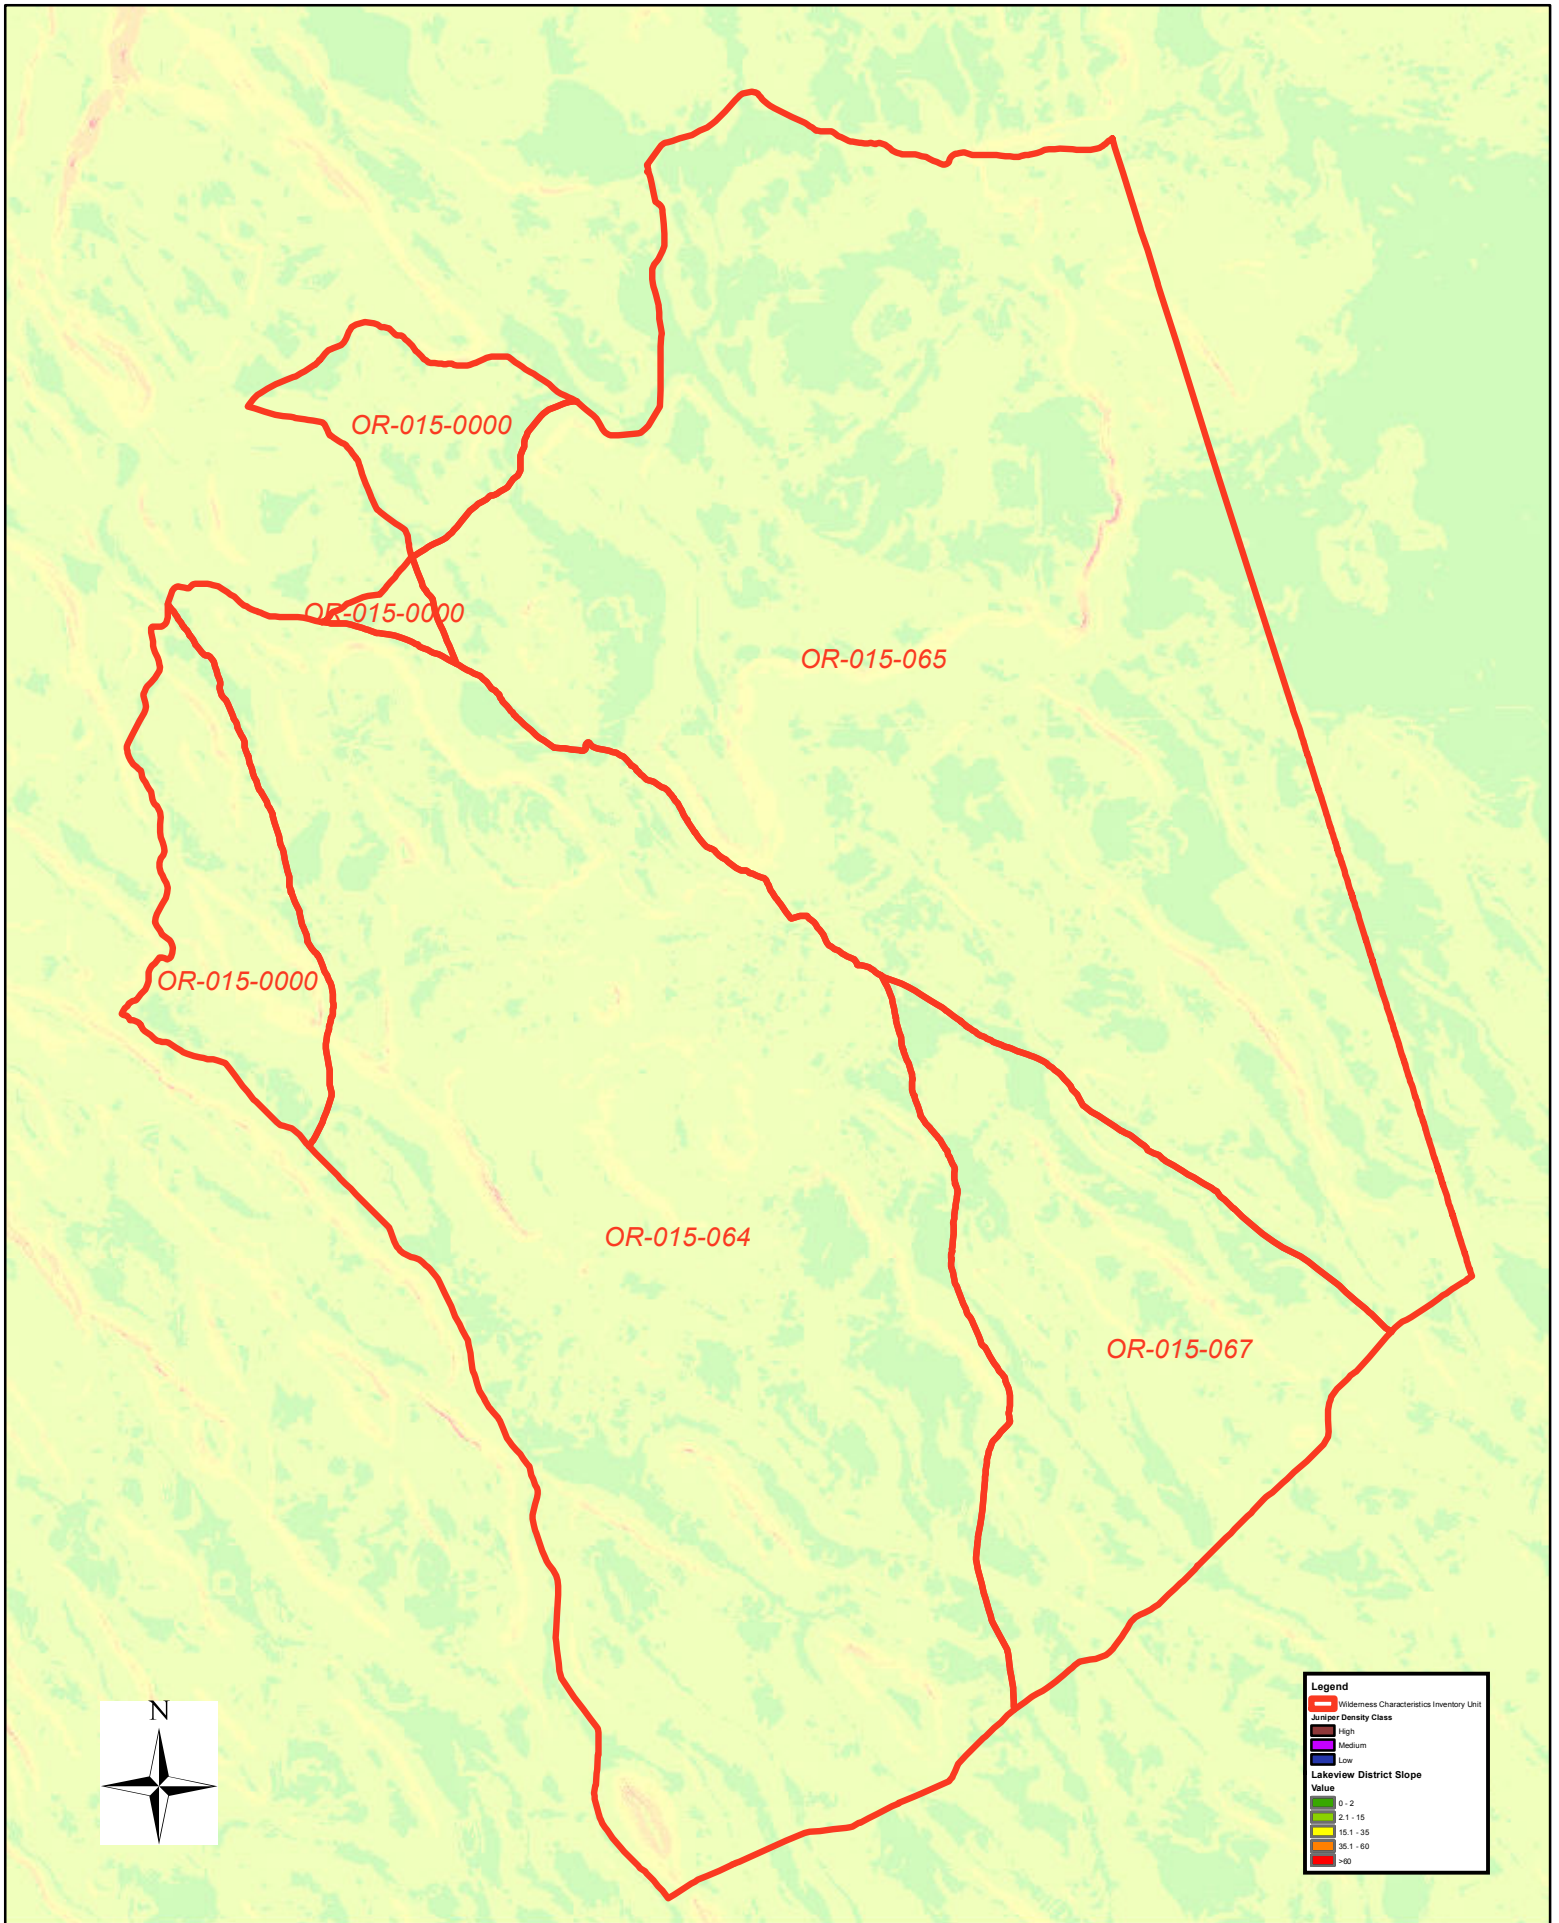 OR-015-0000
OR-015-0000
OR-015-065
OR-015-0000
OR-015-064
OR-015-067
N
Legend
Wilderness Characteristics Inventory Unit
Juniper Density Class
High
Medium
Low
Lakeview District Slope
Value
0 - 2
2.1 - 15
15.1 - 35
35.1 - 60
>60